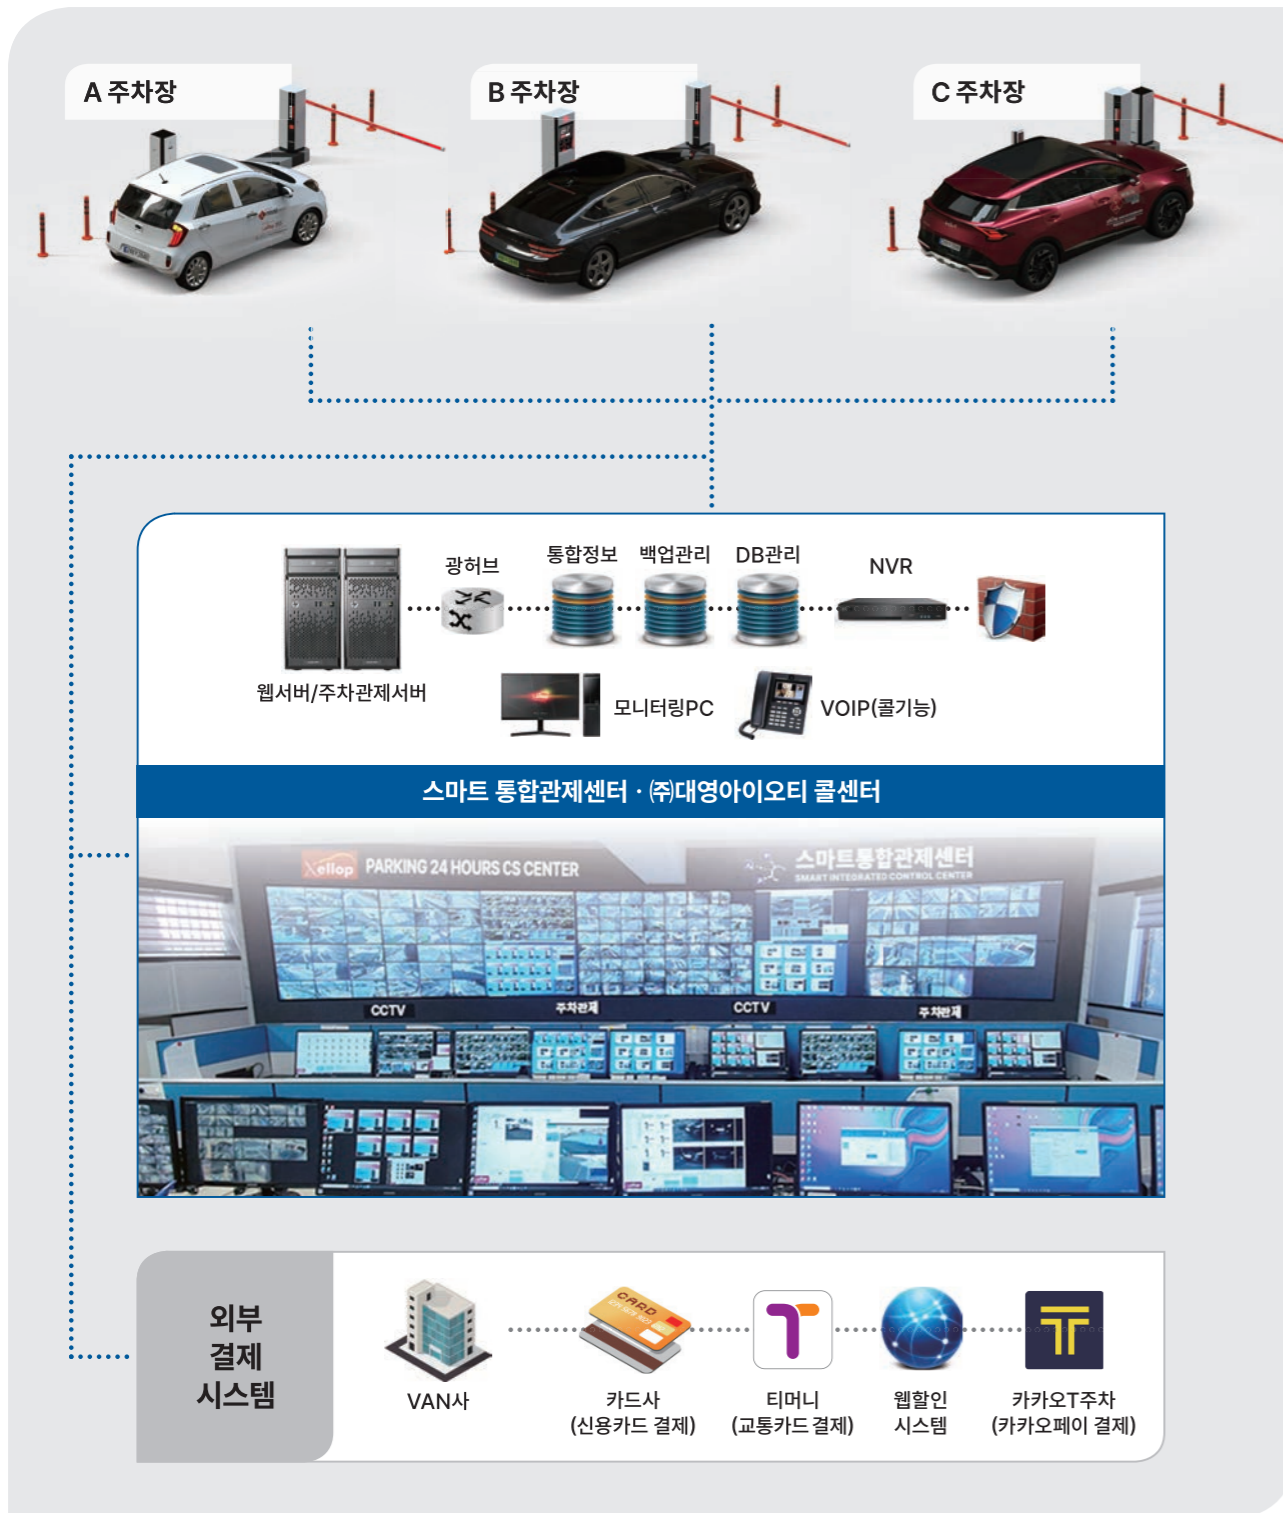 A 주차장
B 주차장
C 주차장
광허브
통합정보
백업관리
DB관리
NVR
웹서버/주차관제서버
모니터링PC
VOIP(콜기능)
스마트 통합관제센터 · ㈜대영아이오티 콜센터
Xellop PARKING 24 HOURS CS CENTER
스마트통합관제센터
SMART INTEGRATED CONTROL CENTER
CCTV
주차관제
CCTV
주차관제
외부
결제
시스템
VAN사
CARD
카드사
(신용카드 결제)
티머니
(교통카드 결제)
웹할인
시스템
카카오T주차
(카카오페이 결제)